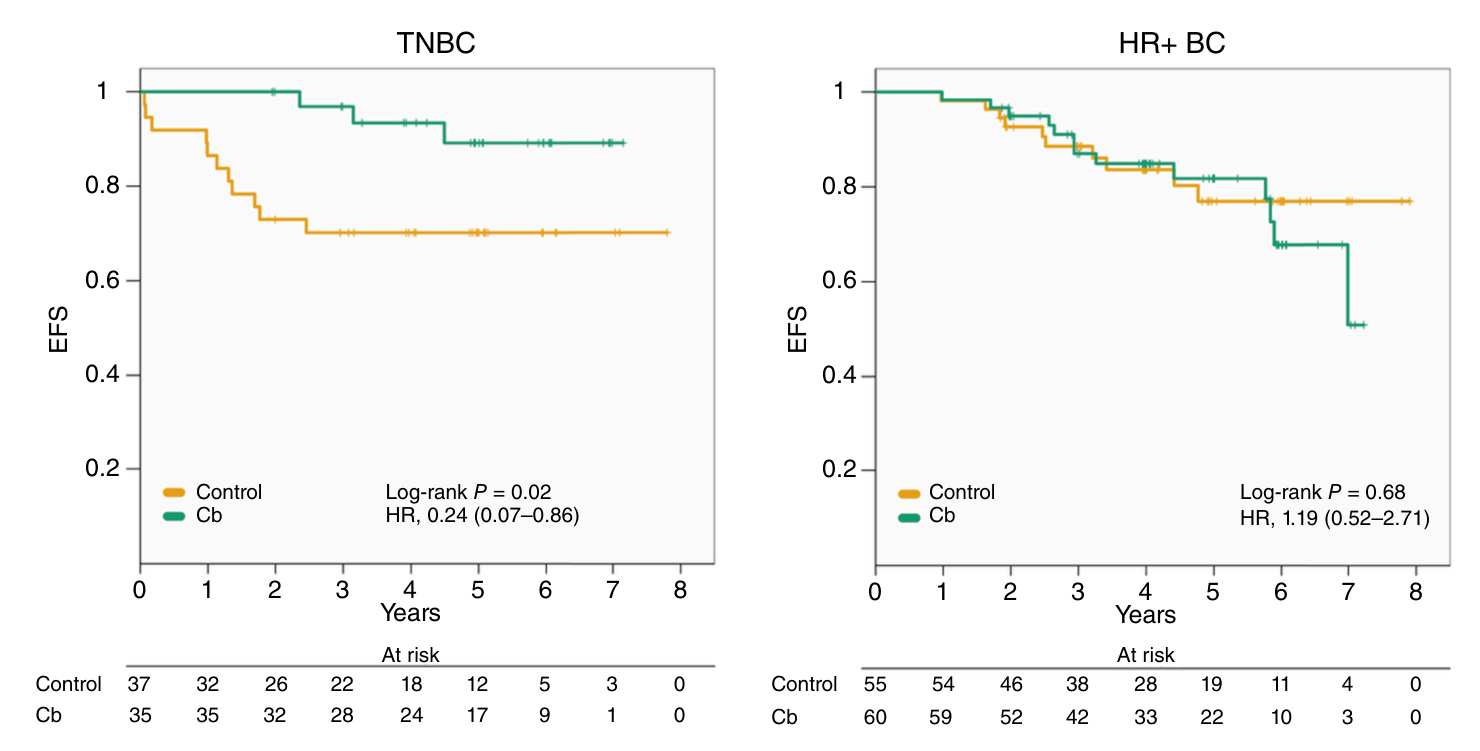 TNBC
1
0.8
0.6
0.4
0.2
EFS
Control
Cb
Log-rank P = 0.02
HR, 0.24 (0.07–0.86)
0 1 2 3 4 5 6 7 8
Years
At risk
Control 37 32 26 22 18 12 5 3 0
Cb 35 35 32 28 24 17 9 1 0
HR+ BC
1
0.8
0.6
0.4
0.2
EFS
Control
Cb
Log-rank P = 0.68
HR, 1.19 (0.52–2.71)
0 1 2 3 4 5 6 7 8
Years
At risk
Control 55 54 46 38 28 19 11 4 0
Cb 60 59 52 42 33 22 10 3 0